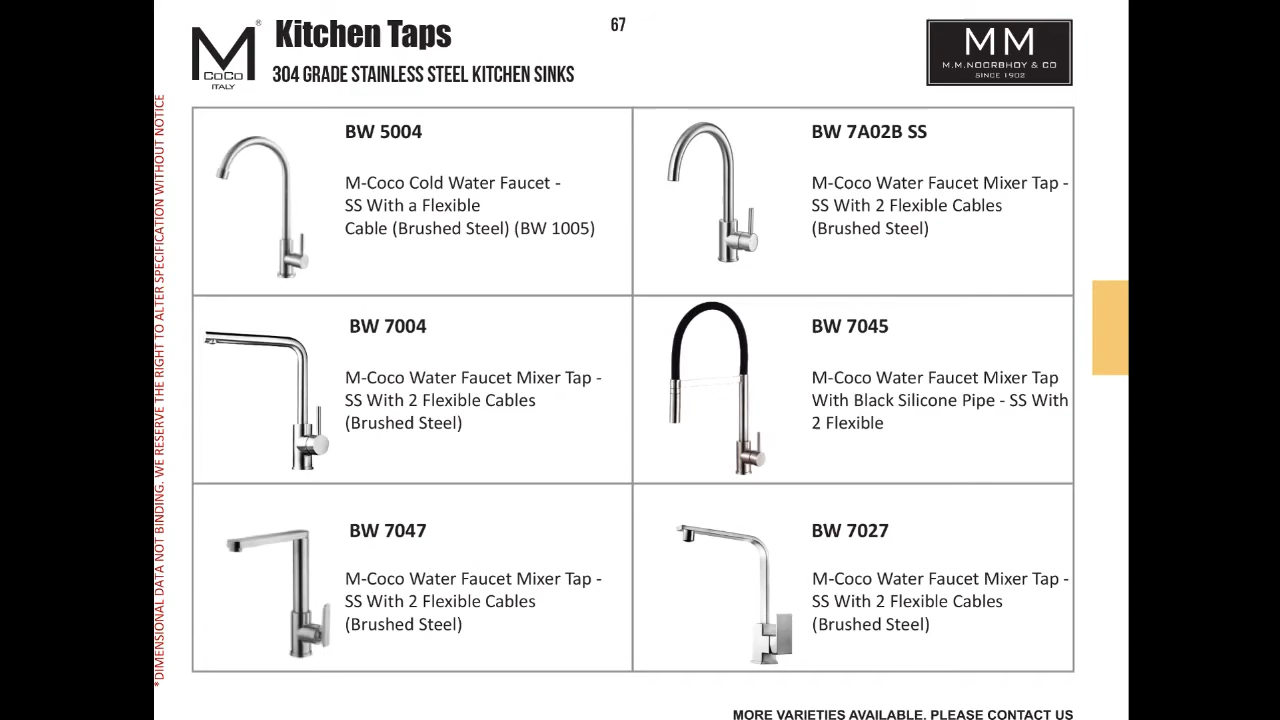 M
®
CoCo
ITALY
Kitchen Taps
304 GRADE STAINLESS STEEL KITCHEN SINKS
67
MM
M.M.NOORBHOY & CO
SINCE 1902
*DIMENSIONAL DATA NOT BINDING. WE RESERVE THE RIGHT TO ALTER SPECIFICATION WITHOUT NOTICE
BW 5004
M-Coco Cold Water Faucet -
SS With a Flexible
Cable (Brushed Steel) (BW 1005)
BW 7A02B SS
M-Coco Water Faucet Mixer Tap -
SS With 2 Flexible Cables
(Brushed Steel)
BW 7004
M-Coco Water Faucet Mixer Tap -
SS With 2 Flexible Cables
(Brushed Steel)
BW 7045
M-Coco Water Faucet Mixer Tap
With Black Silicone Pipe - SS With
2 Flexible
BW 7047
M-Coco Water Faucet Mixer Tap -
SS With 2 Flexible Cables
(Brushed Steel)
BW 7027
M-Coco Water Faucet Mixer Tap -
SS With 2 Flexible Cables
(Brushed Steel)
MORE VARIETIES AVAILABLE. PLEASE CONTACT US